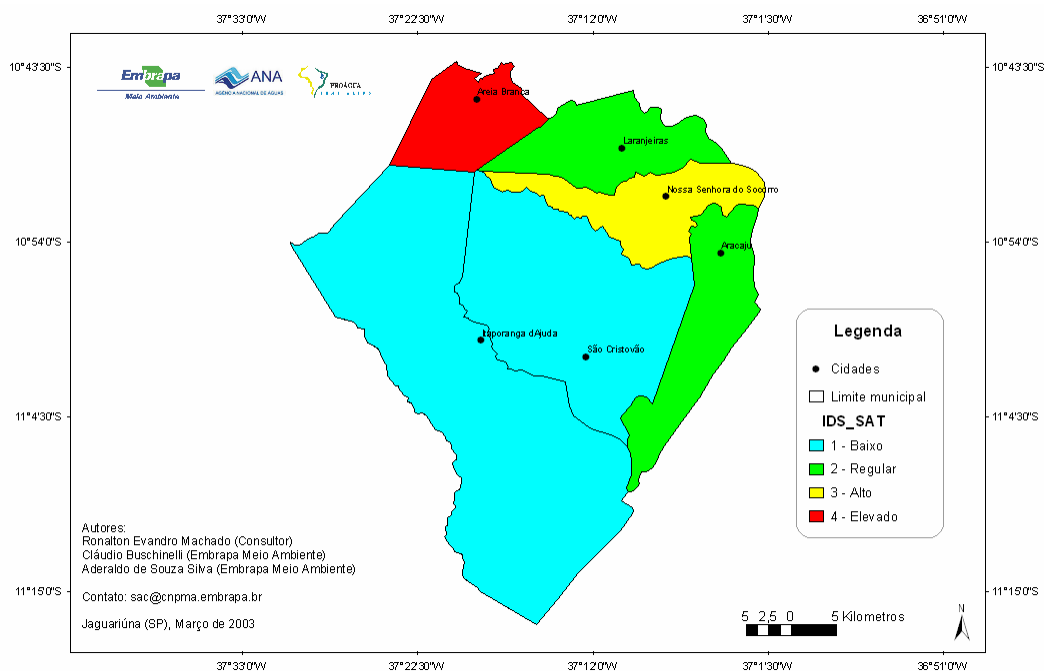 37°33'0"W 37°22'30"W 37°12'0"W 37°1'30"W 36°51'0"W
10°43'30"S 10°43'30"S
Embrapa
Meio Ambiente
ANA
AGÊNCIA NACIONAL DE ÁGUAS
PROÁGUA
Areia Branca
Laranjeiras
Nossa Senhora do Socorro
10°54'0"S 10°54'0"S
Aracaju
Itaporanga d'Ajuda
São Cristovão
Legenda
Cidades
Limite municipal
IDS_SAT
1 - Baixo
2 - Regular
3 - Alto
4 - Elevado
11°4'30"S 11°4'30"S
Autores:
Ronalton Evandro Machado (Consultor)
Cláudio Buschinelli (Embrapa Meio Ambiente)
Aderaldo de Souza Silva (Embrapa Meio Ambiente)
Contato: sac@cnpma.embrapa.br
Jaguariúna (SP), Março de 2003
11°15'0"S 11°15'0"S
5 2,5 0 5 Kilometros
N
37°33'0"W 37°22'30"W 37°12'0"W 37°1'30"W 36°51'0"W